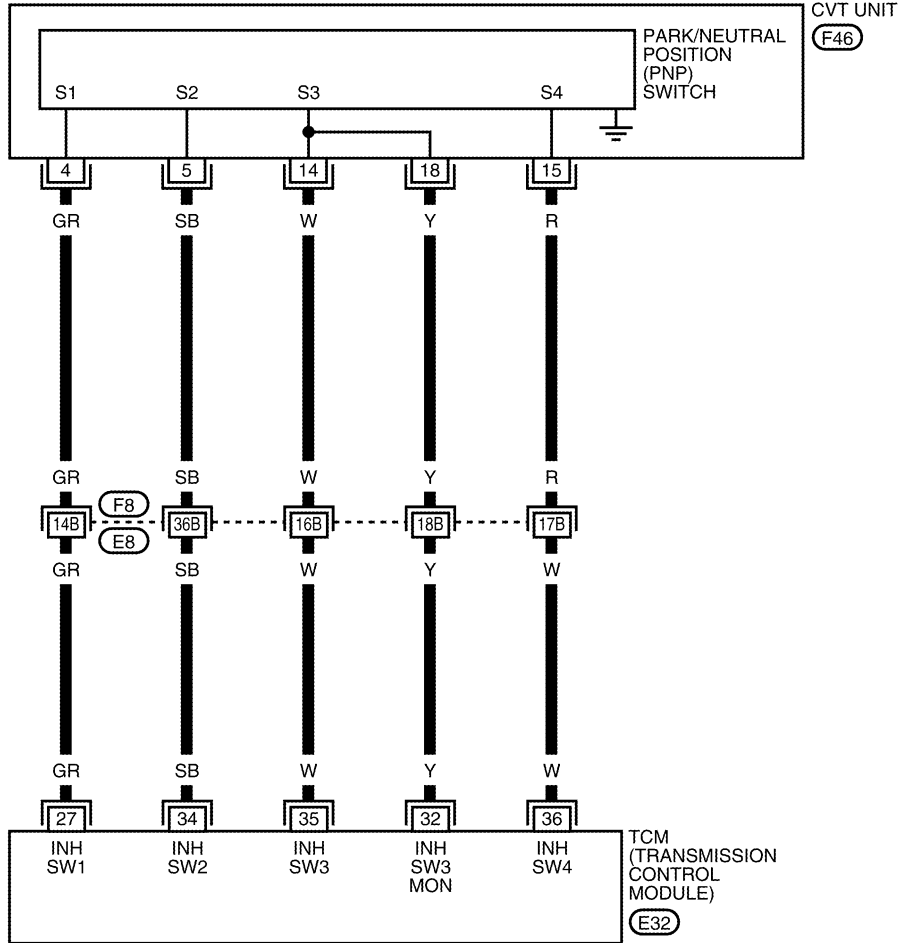 CVT UNIT
F46
PARK/NEUTRAL
POSITION
(PNP)
SWITCH
S1 S2 S3 S4
4 5 14 18 15
GR SB W Y R
GR SB W Y R
F8
14B 36B 16B 18B 17B
E8
GR SB W Y W
GR SB W Y W
27 34 35 32 36
INH INH INH INH INH
SW1 SW2 SW3 SW3 SW4
MON
TCM
(TRANSMISSION
CONTROL
MODULE)
E32